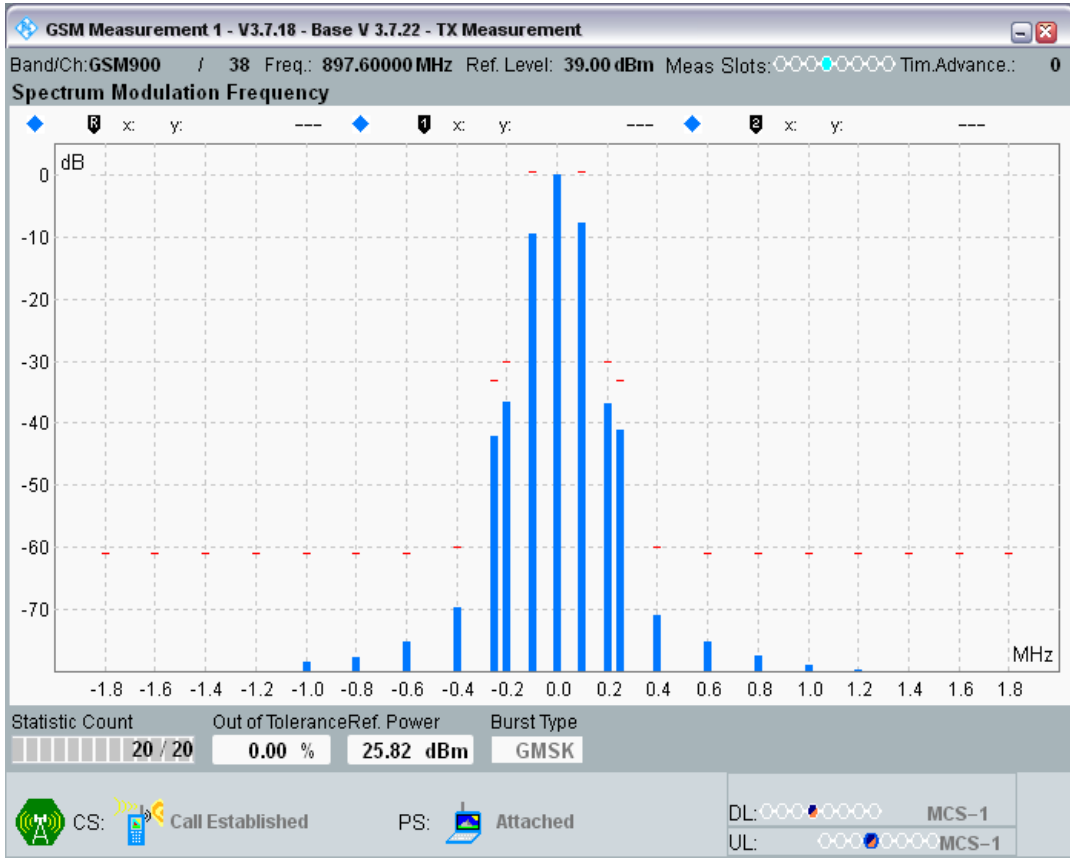 GSM Measurement 1 - V3.7.18 - Base V 3.7.22 - TX Measurement
Band/Ch:GSM900 / 38 Freq.: 897.60000 MHz Ref. Level: 39.00 dBm Meas Slots: Tim.Advance.: 0
Spectrum Modulation Frequency
R x: y: --- 1 x: y: --- 2 x: y: ---
dB
0
-10
-20
-30
-40
-50
-60
-70
MHz
-1.8 -1.6 -1.4 -1.2 -1.0 -0.8 -0.6 -0.4 -0.2 0.0 0.2 0.4 0.6 0.8 1.0 1.2 1.4 1.6 1.8
Statistic Count Out of Tolerance Ref. Power Burst Type
20 / 20 0.00 % 25.82 dBm GMSK
CS: Call Established PS: Attached
DL: MCS-1
UL: MCS-1